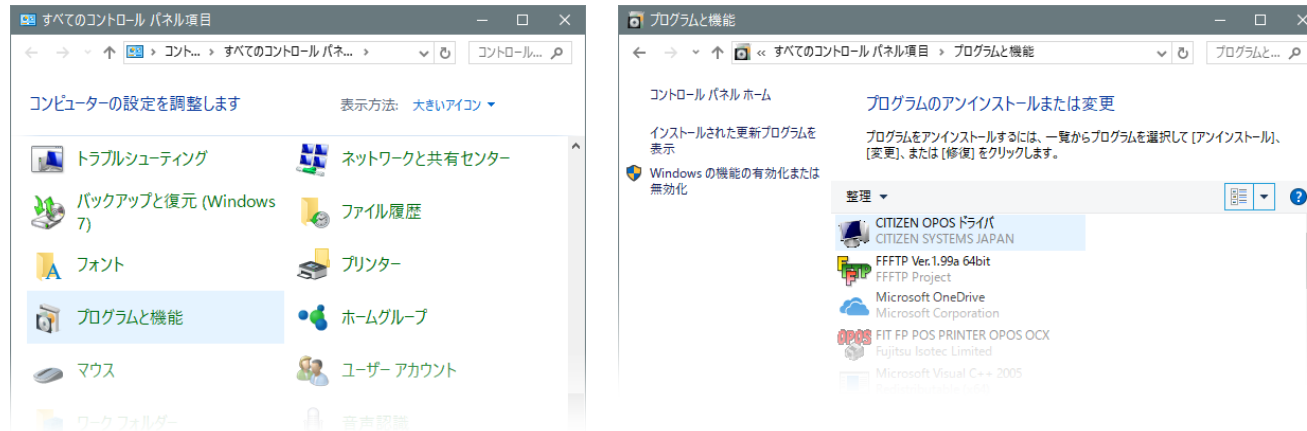 すべてのコントロール パネル項目
コント... › すべてのコントロール パネ... ›
コントロール...
コンピューターの設定を調整します
表示方法: 大きいアイコン
トラブルシューティング
ネットワークと共有センター
バックアップと復元 (Windows
7)
ファイル履歴
フォント
プリンター
プログラムと機能
ホームグループ
マウス
ユーザー アカウント
ワーク フォルダー
音声認識
プログラムと機能
« すべてのコントロール パネル項目 › プログラムと機能
プログラムと...
コントロール パネル ホーム
インストールされた更新プログラムを
表示
Windows の機能の有効化または
無効化
プログラムのアンインストールまたは変更
プログラムをアンインストールするには、一覧からプログラムを選択して [アンインストール]、
[変更]、または [修復] をクリックします。
整理
CITIZEN OPOS ドライバ
CITIZEN SYSTEMS JAPAN
FFFTP Ver.1.99a 64bit
FFFTP Project
Microsoft OneDrive
Microsoft Corporation
OPOS
FIT FP POS PRINTER OPOS OCX
Fujitsu Isotec Limited
Microsoft Visual C++ 2005